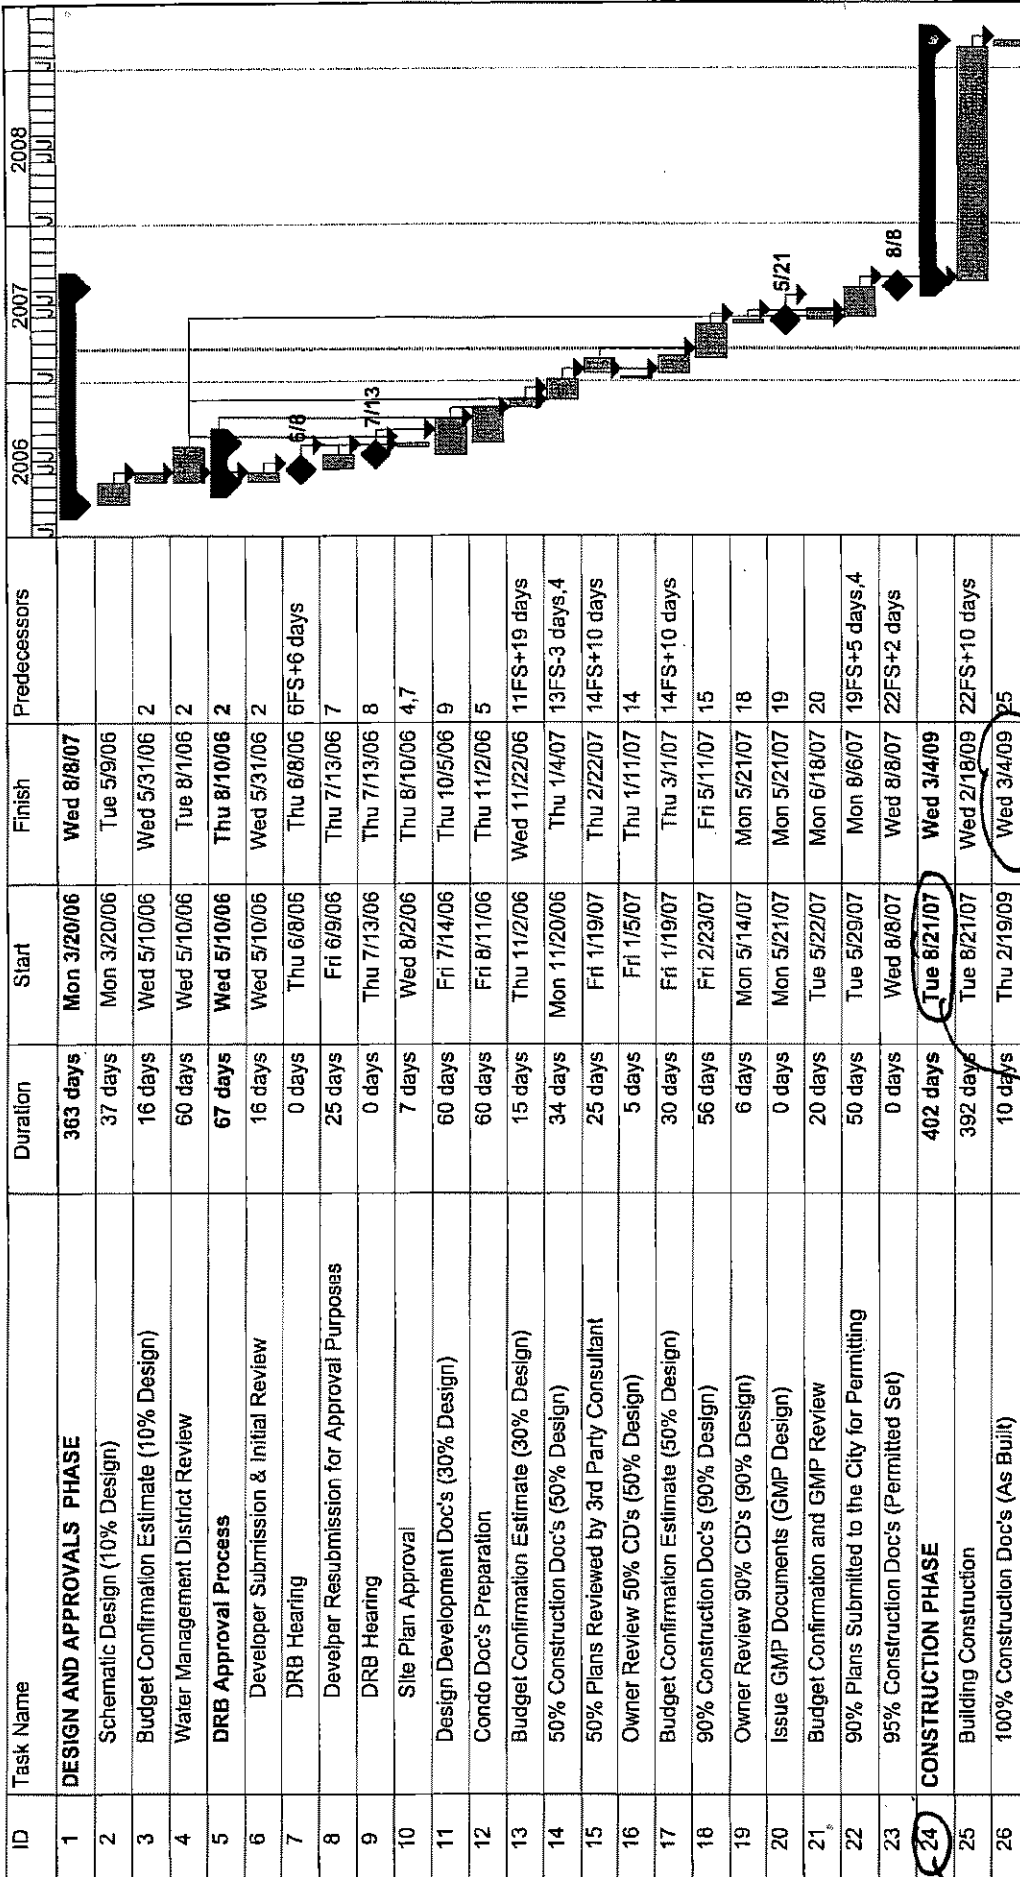 ID Task Name Duration Start Finish Predecessors 2006 2007 2008
1 DESIGN AND APPROVALS PHASE 363 days Mon 3/20/06 Wed 8/8/07
2 Schematic Design (10% Design) 37 days Mon 3/20/06 Tue 5/9/06
3 Budget Confirmation Estimate (10% Design) 16 days Wed 5/10/06 Wed 5/31/06 2
4 Water Management District Review 60 days Wed 5/10/06 Tue 8/1/06 2
5 DRB Approval Process 67 days Wed 5/10/06 Thu 8/10/06 2
6 Developer Submission & Initial Review 16 days Wed 5/10/06 Wed 5/31/06 2
7 DRB Hearing 0 days Thu 6/8/06 Thu 6/8/06 6FS+6 days 6/8
8 Develper Resubmission for Approval Purposes 25 days Fri 6/9/06 Thu 7/13/06 7
9 DRB Hearing 0 days Thu 7/13/06 Thu 7/13/06 8 7/13
10 Site Plan Approval 7 days Wed 8/2/06 Thu 8/10/06 4,7
11 Design Development Doc's (30% Design) 60 days Fri 7/14/06 Thu 10/5/06 9
12 Condo Doc's Preparation 60 days Fri 8/11/06 Thu 11/2/06 5
13 Budget Confirmation Estimate (30% Design) 15 days Thu 11/2/06 Wed 11/22/06 11FS+19 days
14 50% Construction Doc's (50% Design) 34 days Mon 11/20/06 Thu 1/4/07 13FS-3 days,4
15 50% Plans Reviewed by 3rd Party Consultant 25 days Fri 1/19/07 Thu 2/22/07 14FS+10 days
16 Owner Review 50% CD's (50% Design) 5 days Fri 1/5/07 Thu 1/11/07 14
17 Budget Confirmation Estimate (50% Design) 30 days Fri 1/19/07 Thu 3/1/07 14FS+10 days
18 90% Construction Doc's (90% Design) 56 days Fri 2/23/07 Fri 5/11/07 15
19 Owner Review 90% CD's (90% Design) 6 days Mon 5/14/07 Mon 5/21/07 18
20 Issue GMP Documents (GMP Design) 0 days Mon 5/21/07 Mon 5/21/07 19 5/21
21 Budget Confirmation and GMP Review 20 days Tue 5/22/07 Mon 6/18/07 20
22 90% Plans Submitted to the City for Permitting 50 days Tue 5/29/07 Mon 8/6/07 19FS+5 days,4
23 95% Construction Doc's (Permitted Set) 0 days Wed 8/8/07 Wed 8/8/07 22FS+2 days 8/8
24 CONSTRUCTION PHASE 402 days Tue 8/21/07 Wed 3/4/09
25 Building Construction 392 days Tue 8/21/07 Wed 2/18/09 22FS+10 days
26 100% Construction Doc's (As Built) 10 days Thu 2/19/09 Wed 3/4/09 25